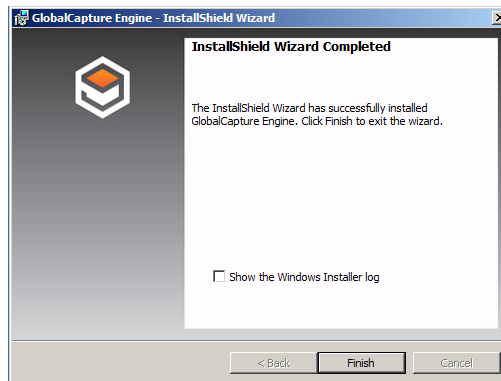 GlobalCapture Engine - InstallShield Wizard
InstallShield Wizard Completed
The InstallShield Wizard has successfully installed
GlobalCapture Engine. Click Finish to exit the wizard.
Show the Windows Installer log
< Back
Finish
Cancel